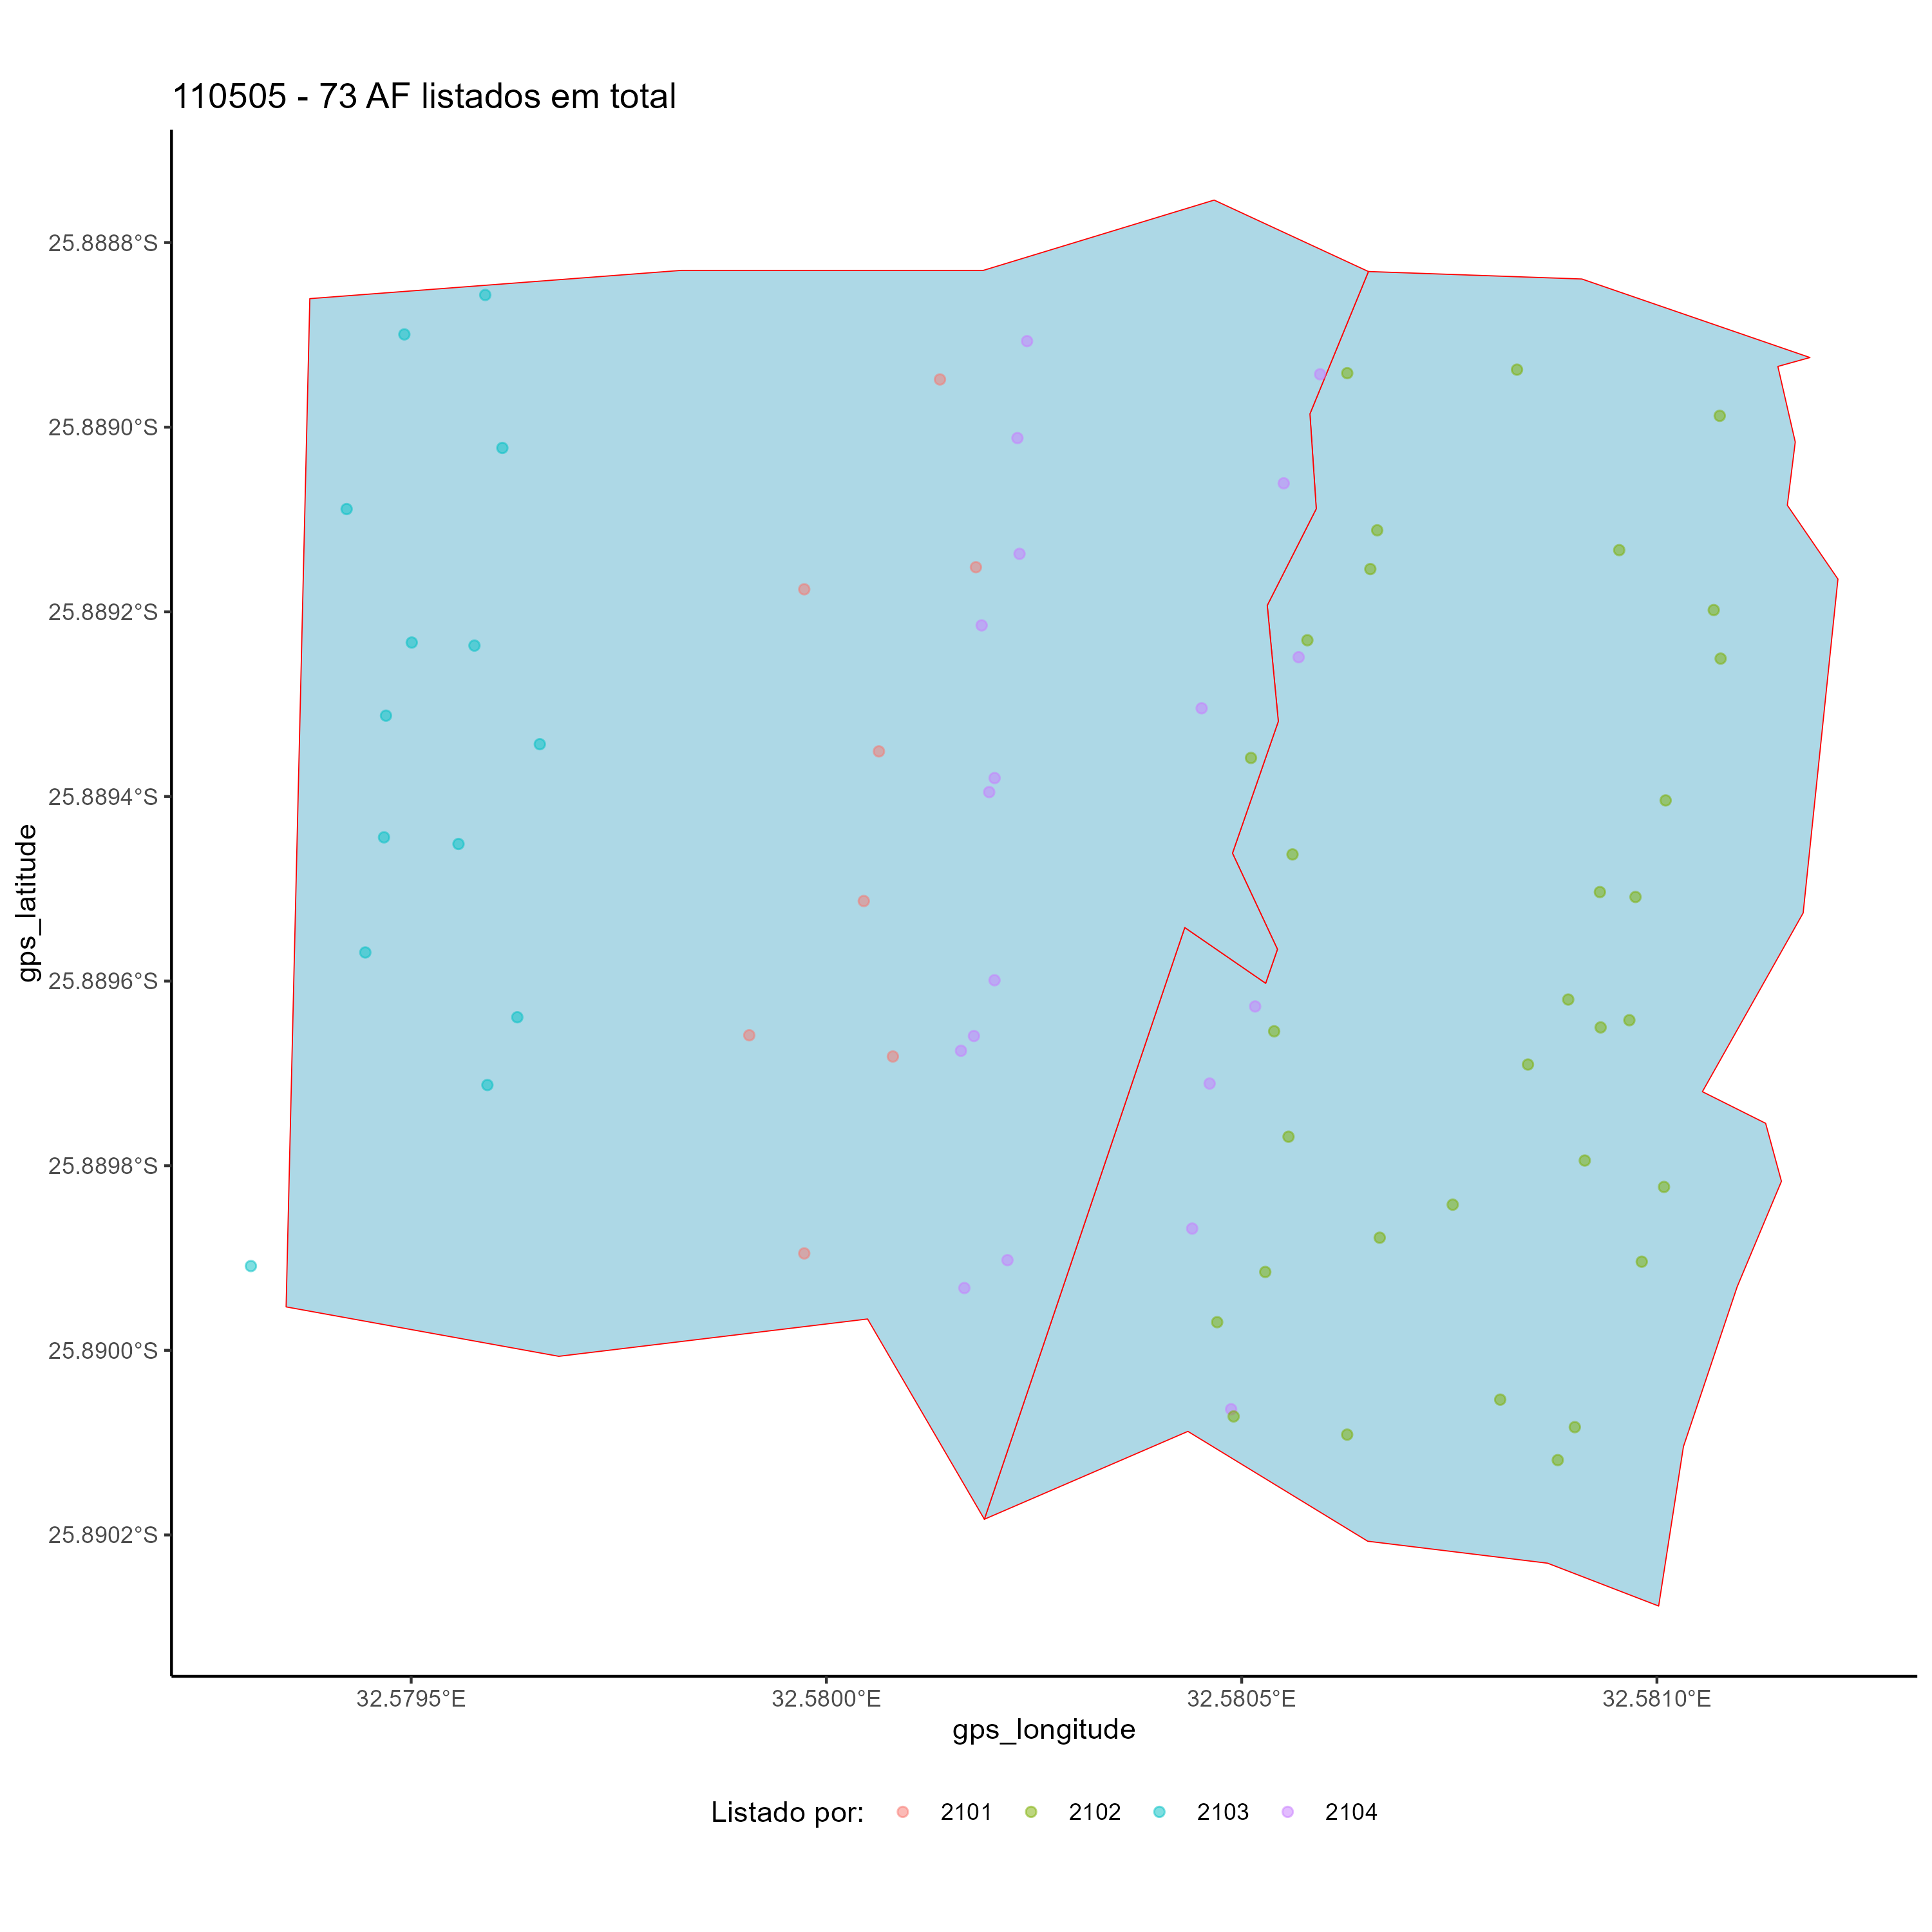 110505 - 73 AF listados em total
25.8888°S
25.8890°S
25.8892°S
25.8894°S
25.8896°S
25.8898°S
25.8900°S
25.8902°S
gps_latitude
32.5795°E 32.5800°E 32.5805°E 32.5810°E
gps_longitude
Listado por: 2101 2102 2103 2104